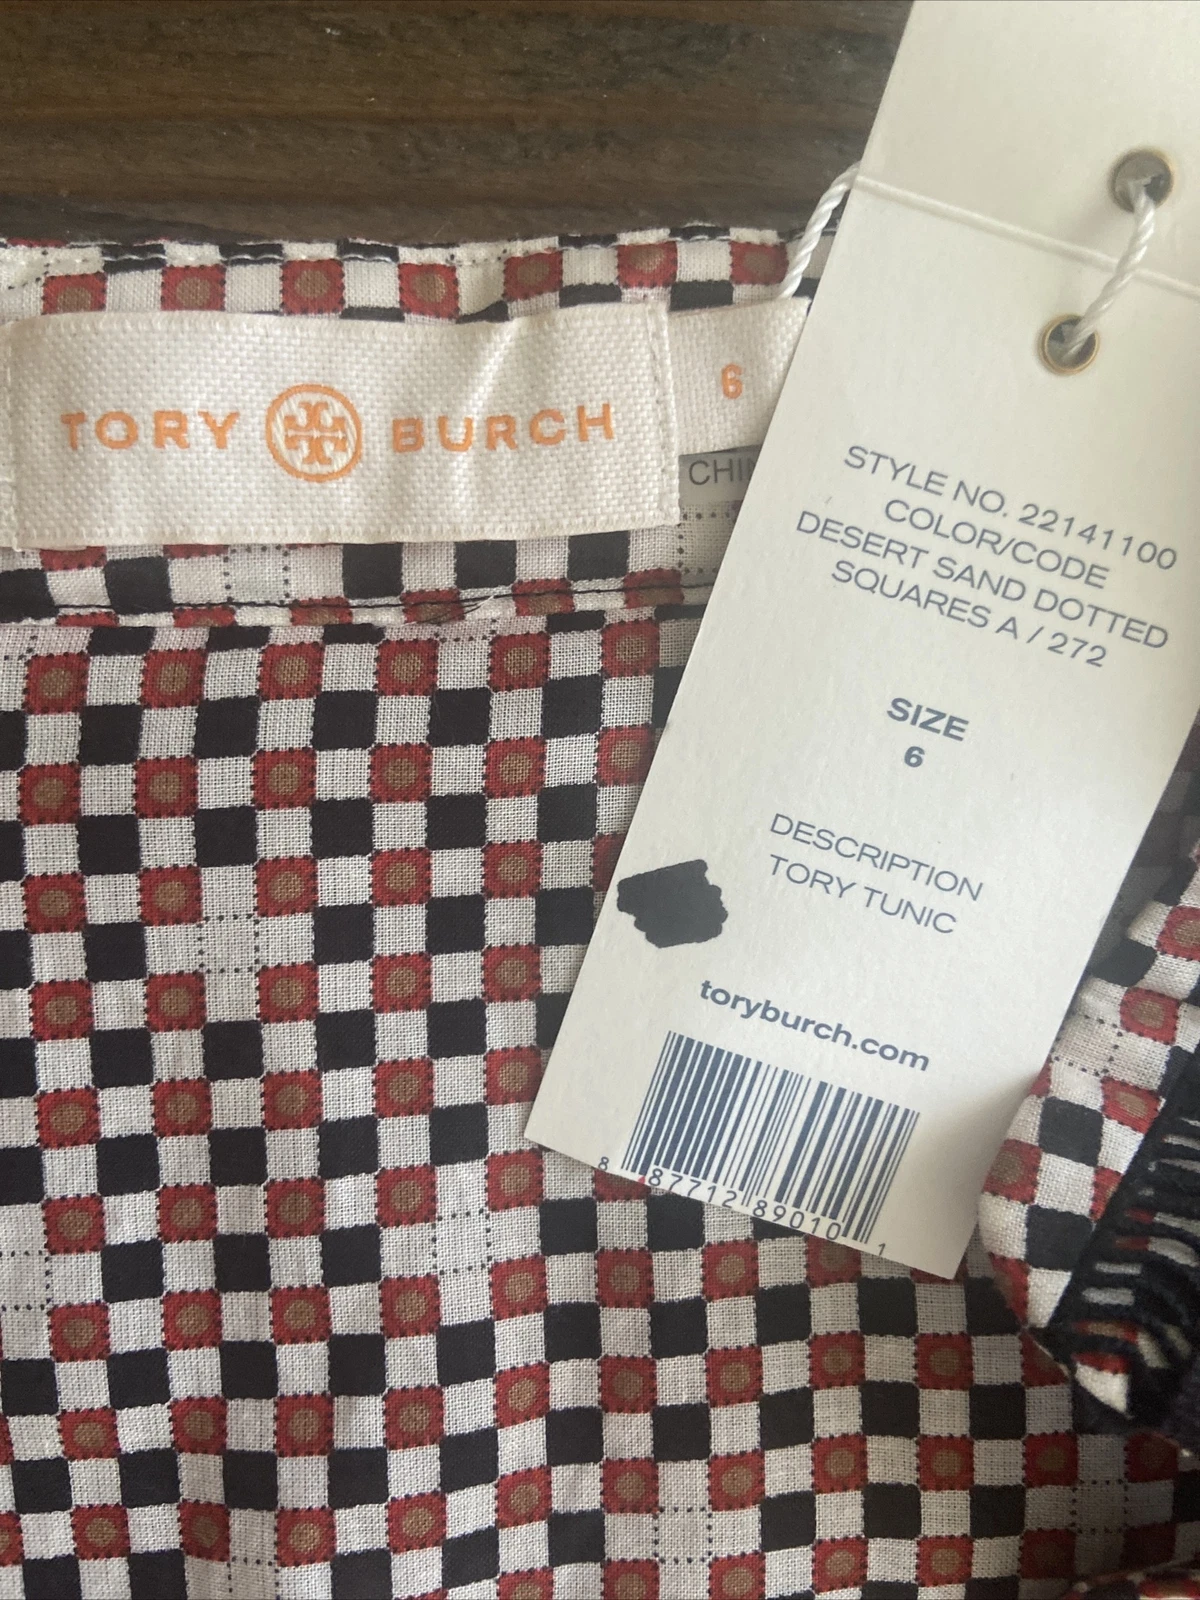 TORY BURCH
6
CHIN
STYLE NO. 22141100
COLOR/CODE
DESERT SAND DOTTED
SQUARES A / 272
SIZE
6
DESCRIPTION
TORY TUNIC
toryburch.com
8 87712 89010 1